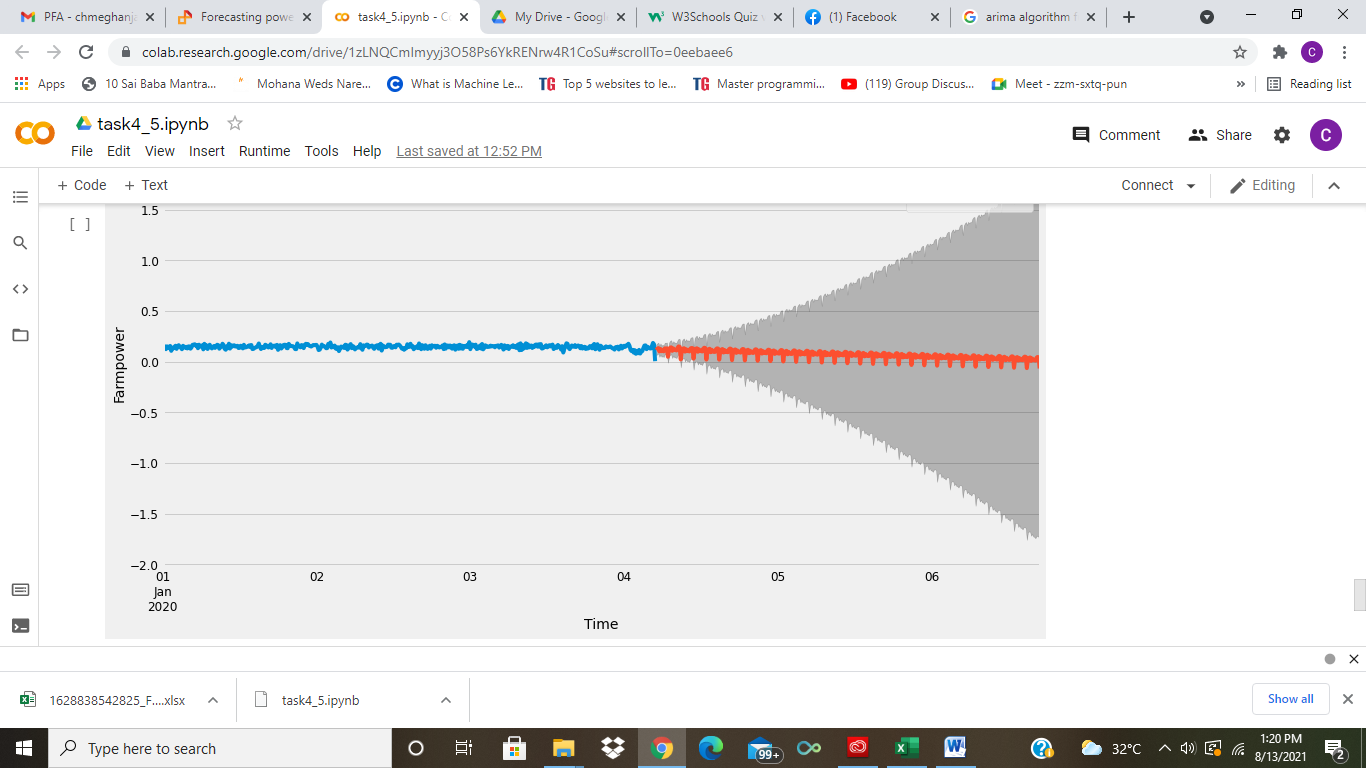 PFA - chmeghanj
Forecasting powe
task4_5.ipynb - Co
My Drive - Google
W3Schools Quiz
(1) Facebook
arima algorithm f
colab.research.google.com/drive/1zLNQCmImyyj3O58Ps6YkRENrw4R1CoSu#scrollTo=0eebaee6
C
Apps
10 Sai Baba Mantra...
Mohana Weds Nare...
What is Machine Le...
TG Top 5 websites to le...
TG Master programmi...
(119) Group Discus...
Meet - zzm-sxtq-pun
»
Reading list
task4_5.ipynb
File Edit View Insert Runtime Tools Help Last saved at 12:52 PM
Comment
Share
C
+ Code + Text
Connect
Editing
[ ]
1.5
1.0
0.5
0.0
−0.5
−1.0
−1.5
−2.0
Farmpower
01 02 03 04 05 06
Jan
2020
Time
1628838542825_F....xlsx
task4_5.ipynb
Show all
Type here to search
99+
32°C
1:20 PM
8/13/2021
2